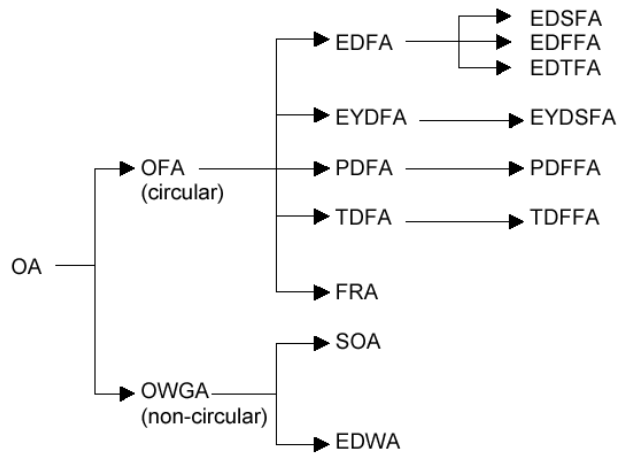 EDSFA
EDFA
EDFFA
EDTFA
EYDFA
EYDSFA
OFA
(circular)
PDFA
PDFFA
TDFA
TDFFA
OA
FRA
SOA
OWGA
(non-circular)
EDWA